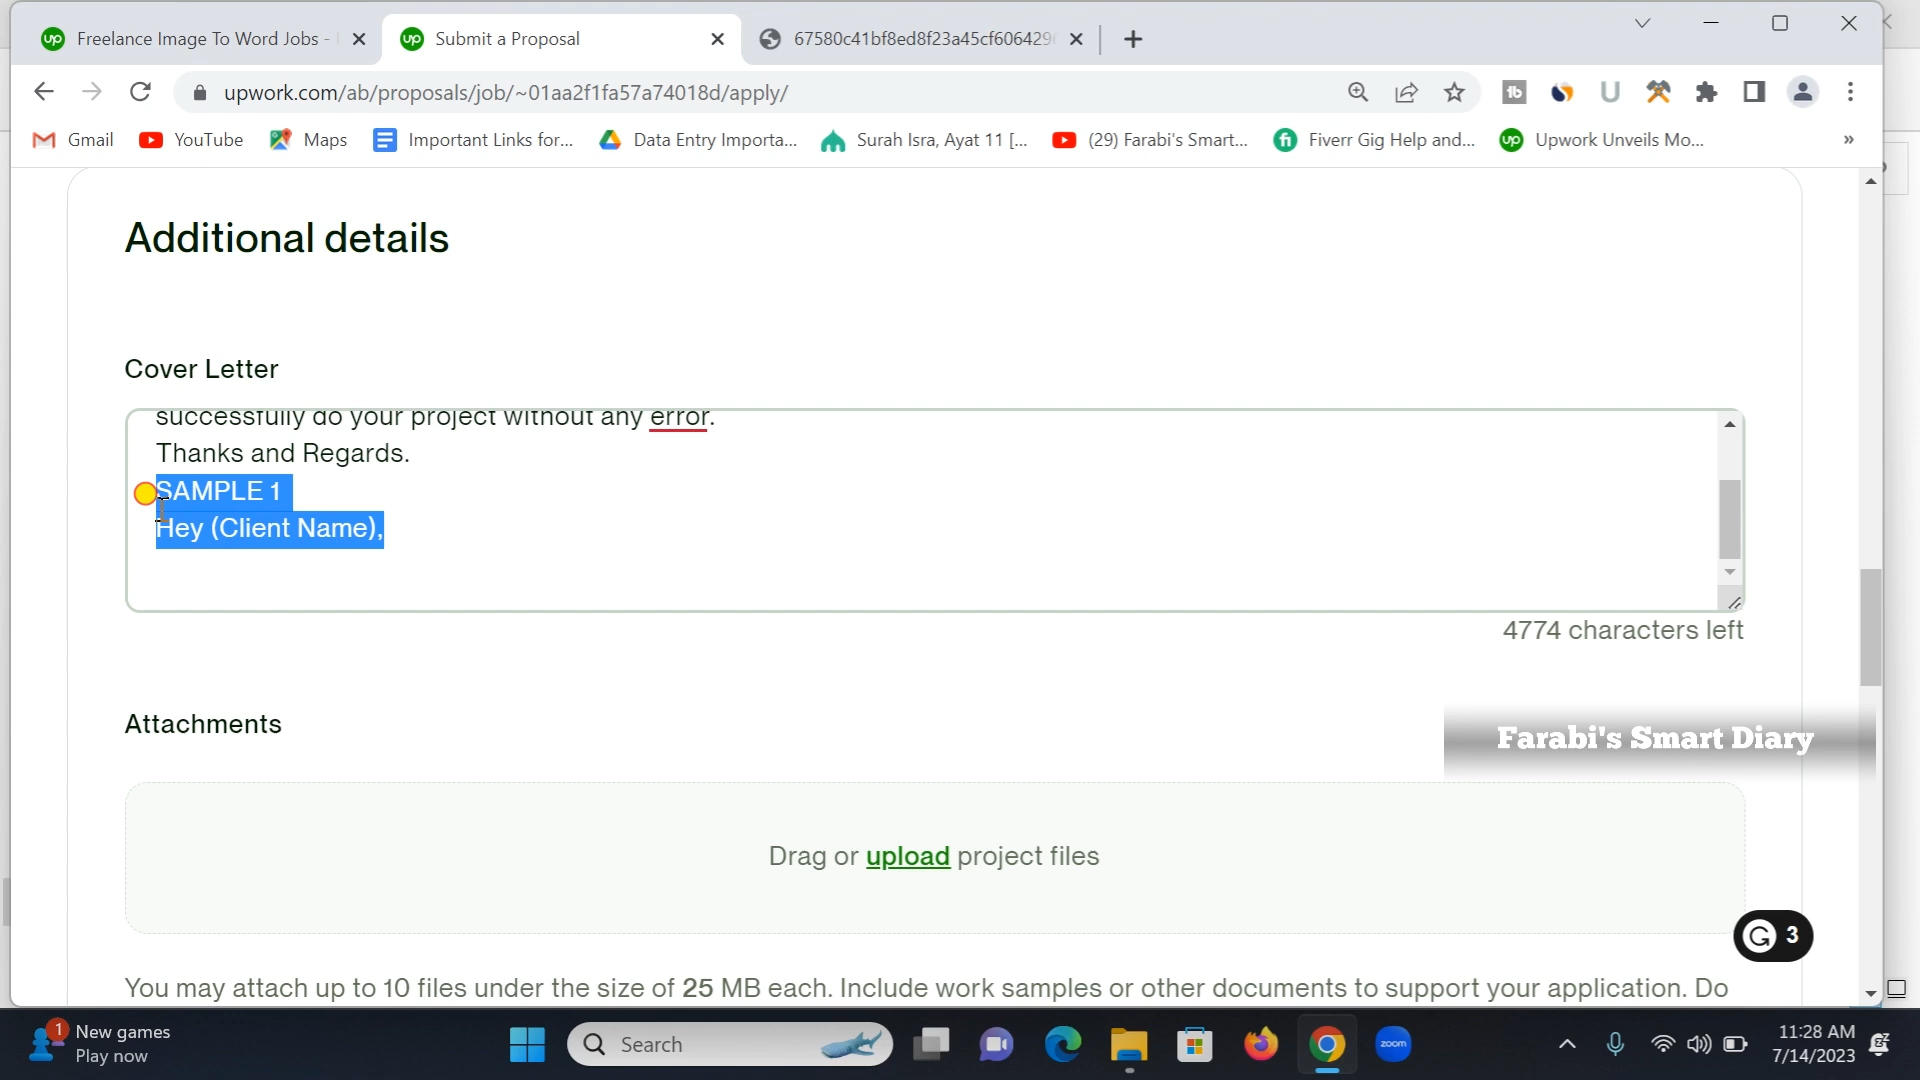 Freelance Image To Word Jobs -
Submit a Proposal
67580c41bf8ed8f23a45cf606429
upwork.com/ab/proposals/job/~01aa2f1fa57a74018d/apply/
Gmail
YouTube
Maps
Important Links for...
Data Entry Importa...
Surah Isra, Ayat 11 [...
(29) Farabi's Smart...
Fiverr Gig Help and...
Upwork Unveils Mo...
»
Additional details
Cover Letter
successfully do your project without any error.
Thanks and Regards.
SAMPLE 1
Hey (Client Name),
4774 characters left
Attachments
Farabi's Smart Diary
Drag or upload project files
3
You may attach up to 10 files under the size of 25 MB each. Include work samples or other documents to support your application. Do
1
New games
Play now
Search
zoom
11:28 AM
7/14/2023